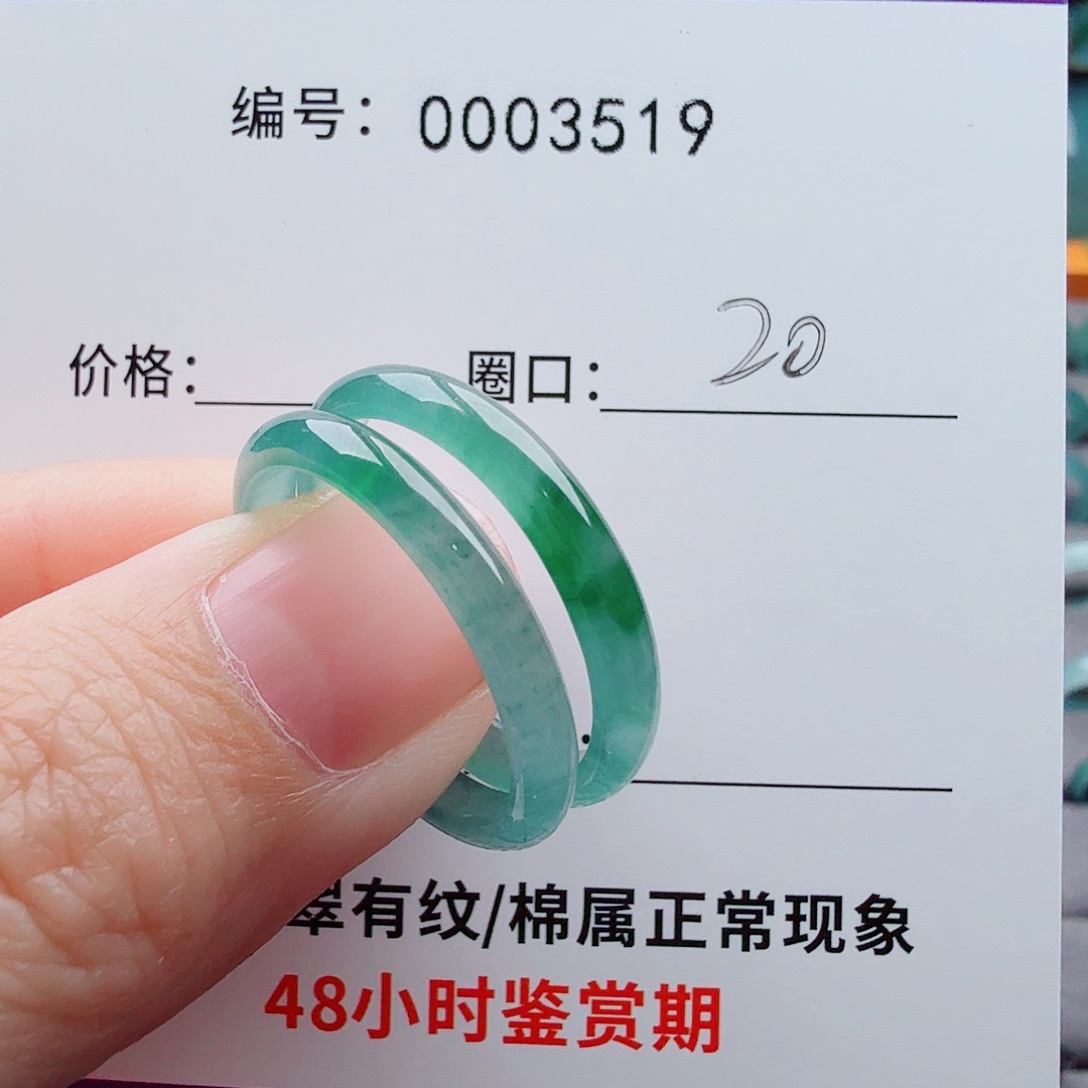 编号：0003519
价格：
圈口：20
翠有纹/棉属正常现象
48小时鉴赏期